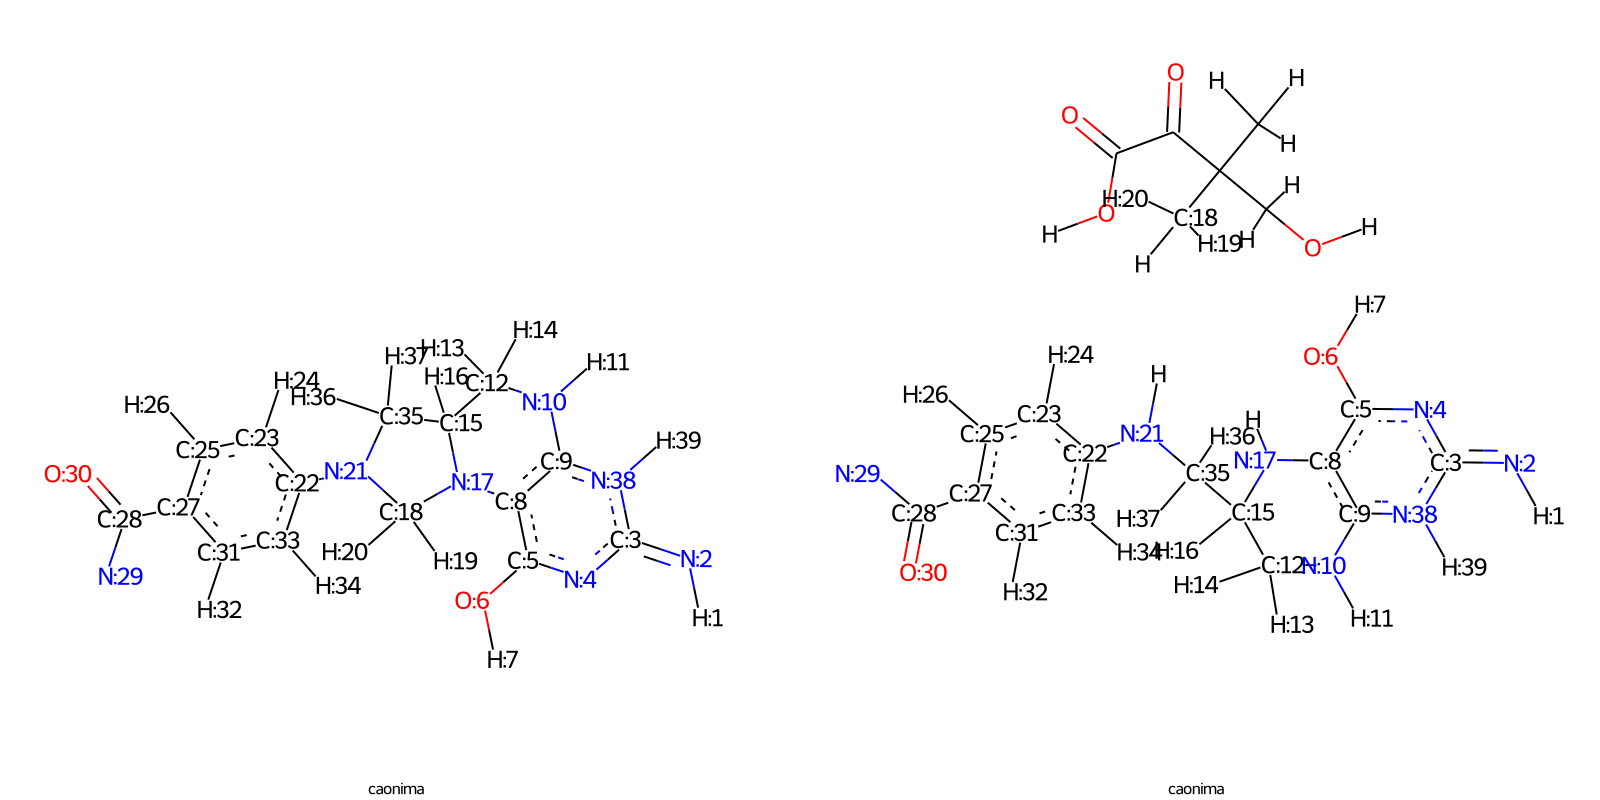 O
H
H
O
H
H
H:20
O
C:18
H
H
H:19
H
H
O
H
H:7
H:14
H:13
H:37
H:11
O:6
H:24
H
H:24
H:16
C:12
H:36
H:26
C:35
N:10
H:26
C:23
C:5
N:4
C:15
C:25
C:23
H:39
C:25
N:21
H:36
H
O:30
N:21
C:9
N:29
C:22
N:17
C:8
C:3
N:2
C:22
N:17
N:38
C:35
C:27
C:8
C:27
C:28
C:18
C:28
C:33
H:37
C:15
C:9
N:38
H:1
C:31
C:33
H:20
C:3
C:31
H:34
H:16
H:19
C:5
N:2
O:30
C:12
N:10
H:39
N:29
H:34
N:4
H:14
H:32
O:6
H:32
H:1
H:13
H:11
H:7
caonima
caonima